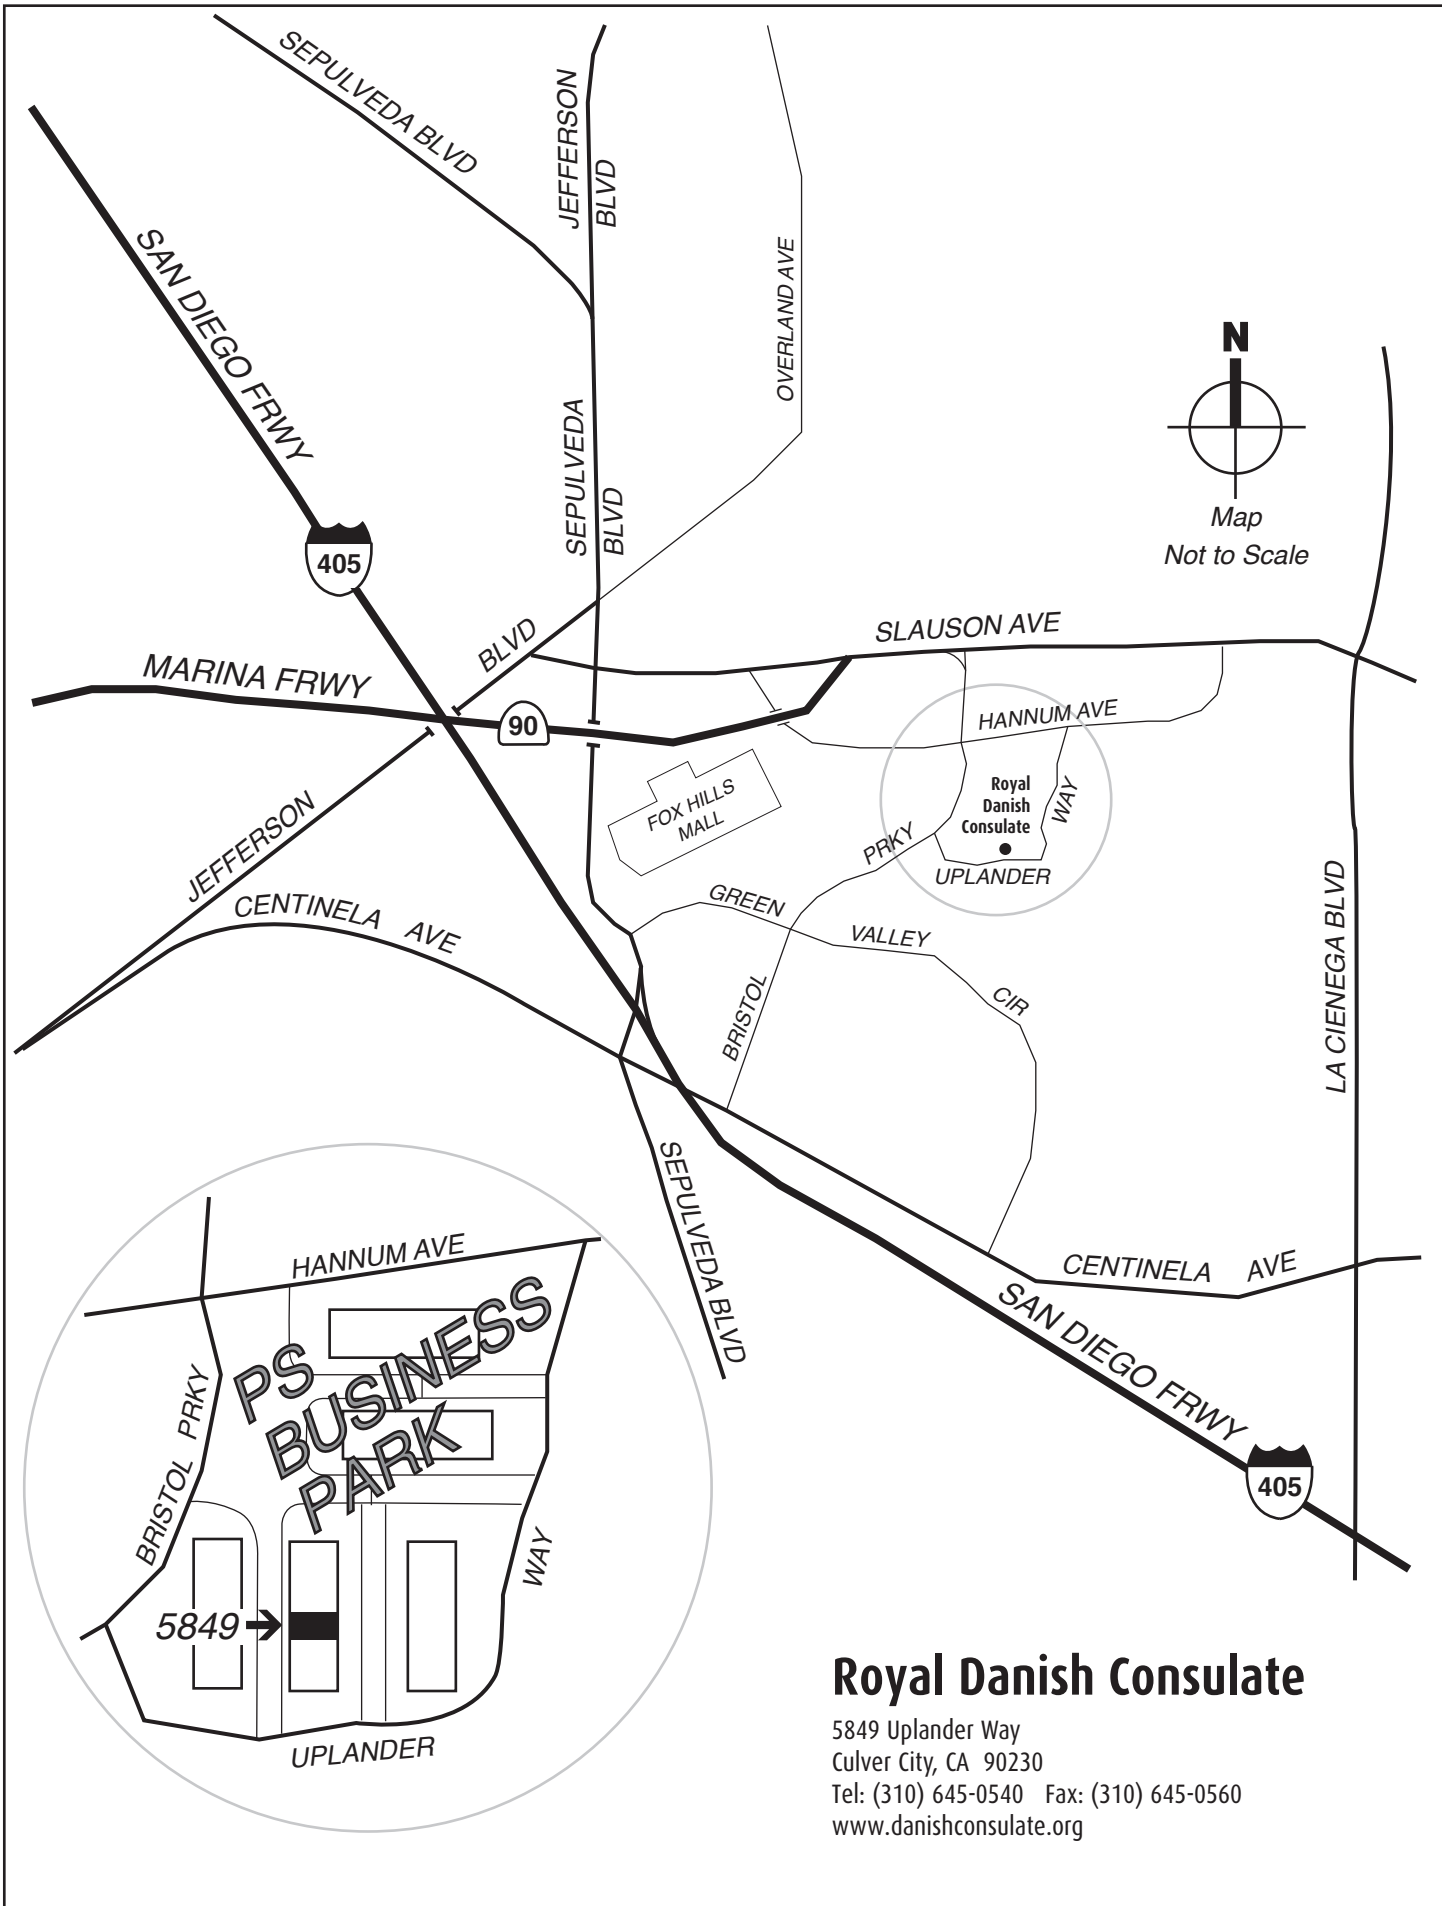 SEPULVEDA BLVD
JEFFERSON
BLVD
OVERLAND AVE
SAN DIEGO FRWY
405
SEPULVEDA
BLVD
N
Map
Not to Scale
SLAUSON AVE
BLVD
MARINA FRWY
90
HANNUM AVE
Royal
Danish
Consulate
WAY
FOX HILLS
MALL
PRKY
UPLANDER
JEFFERSON
CENTINELA AVE
GREEN
VALLEY
CIR
BRISTOL
LA CIENEGA BLVD
SEPULVEDA BLVD
CENTINELA AVE
SAN DIEGO FRWY
405
HANNUM AVE
PS
BUSINESS
PARK
BRISTOL PRKY
WAY
5849
UPLANDER
Royal Danish Consulate
5849 Uplander Way
Culver City, CA 90230
Tel: (310) 645-0540 Fax: (310) 645-0560
www.danishconsulate.org